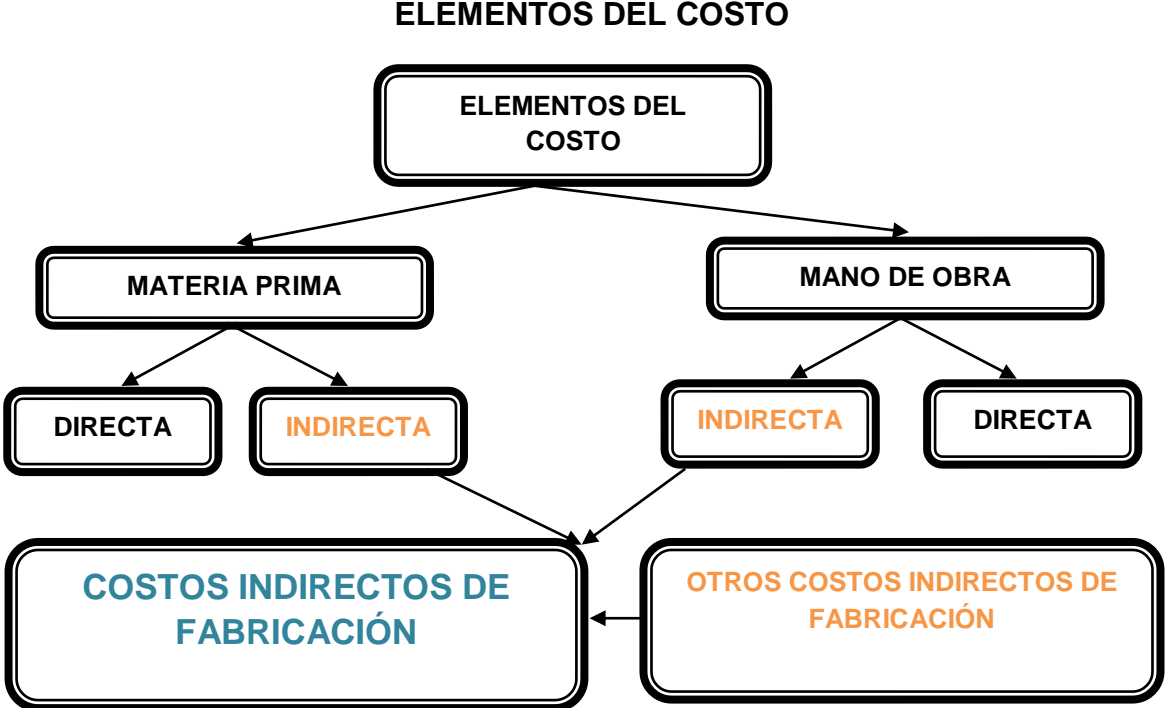 ELEMENTOS DEL COSTO
ELEMENTOS DEL
COSTO
MATERIA PRIMA
MANO DE OBRA
DIRECTA
INDIRECTA
INDIRECTA
DIRECTA
COSTOS INDIRECTOS DE
FABRICACIÓN
OTROS COSTOS INDIRECTOS DE
FABRICACIÓN